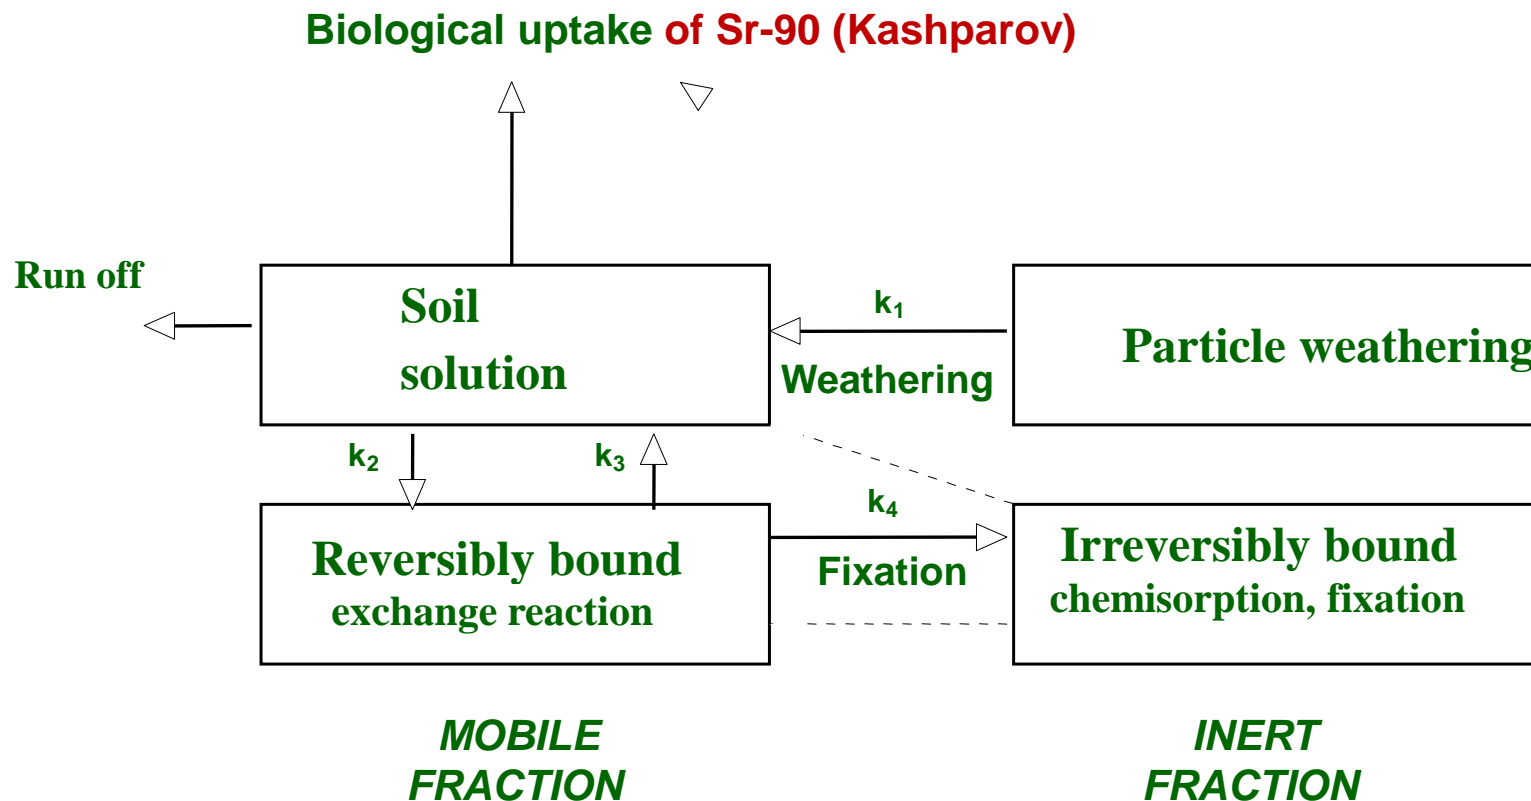 Biological uptake of Sr-90 (Kashparov)
Run off
Soil
solution
k₁
Weathering
Particle weathering
k₂
k₃
k₄
Fixation
Reversibly bound
exchange reaction
Irreversibly bound
chemisorption, fixation
MOBILE
FRACTION
INERT
FRACTION